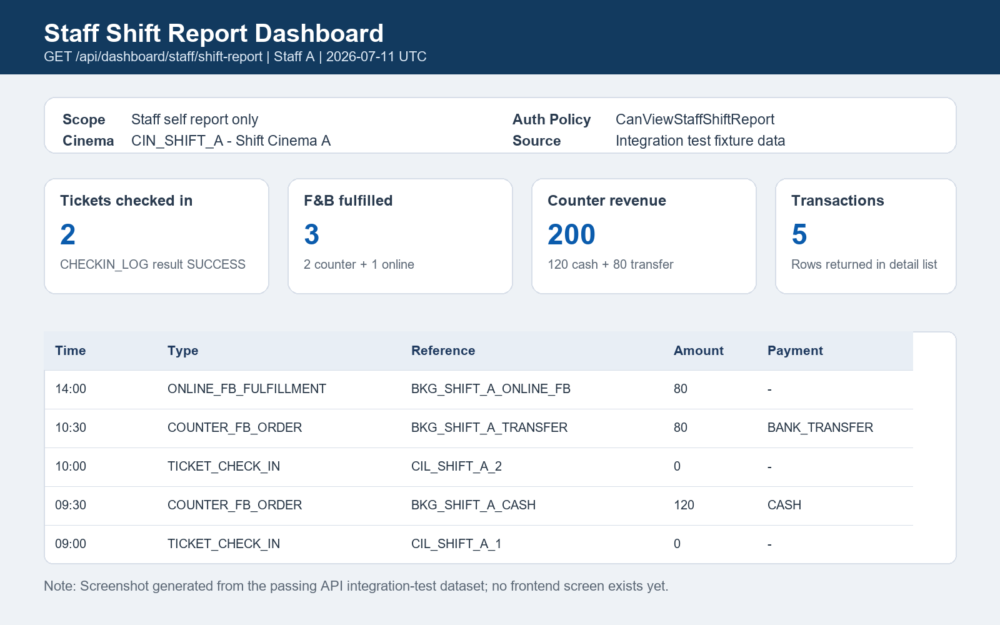 Staff Shift Report Dashboard
GET /api/dashboard/staff/shift-report | Staff A | 2026-07-11 UTC
Scope Staff self report only Auth Policy CanViewStaffShiftReport
Cinema CIN_SHIFT_A - Shift Cinema A Source Integration test fixture data
Tickets checked in
2
CHECKIN_LOG result SUCCESS
F&B fulfilled
3
2 counter + 1 online
Counter revenue
200
120 cash + 80 transfer
Transactions
5
Rows returned in detail list
Time Type Reference Amount Payment
14:00 ONLINE_FB_FULFILLMENT BKG_SHIFT_A_ONLINE_FB 80 -
10:30 COUNTER_FB_ORDER BKG_SHIFT_A_TRANSFER 80 BANK_TRANSFER
10:00 TICKET_CHECK_IN CIL_SHIFT_A_2 0 -
09:30 COUNTER_FB_ORDER BKG_SHIFT_A_CASH 120 CASH
09:00 TICKET_CHECK_IN CIL_SHIFT_A_1 0 -
Note: Screenshot generated from the passing API integration-test dataset; no frontend screen exists yet.